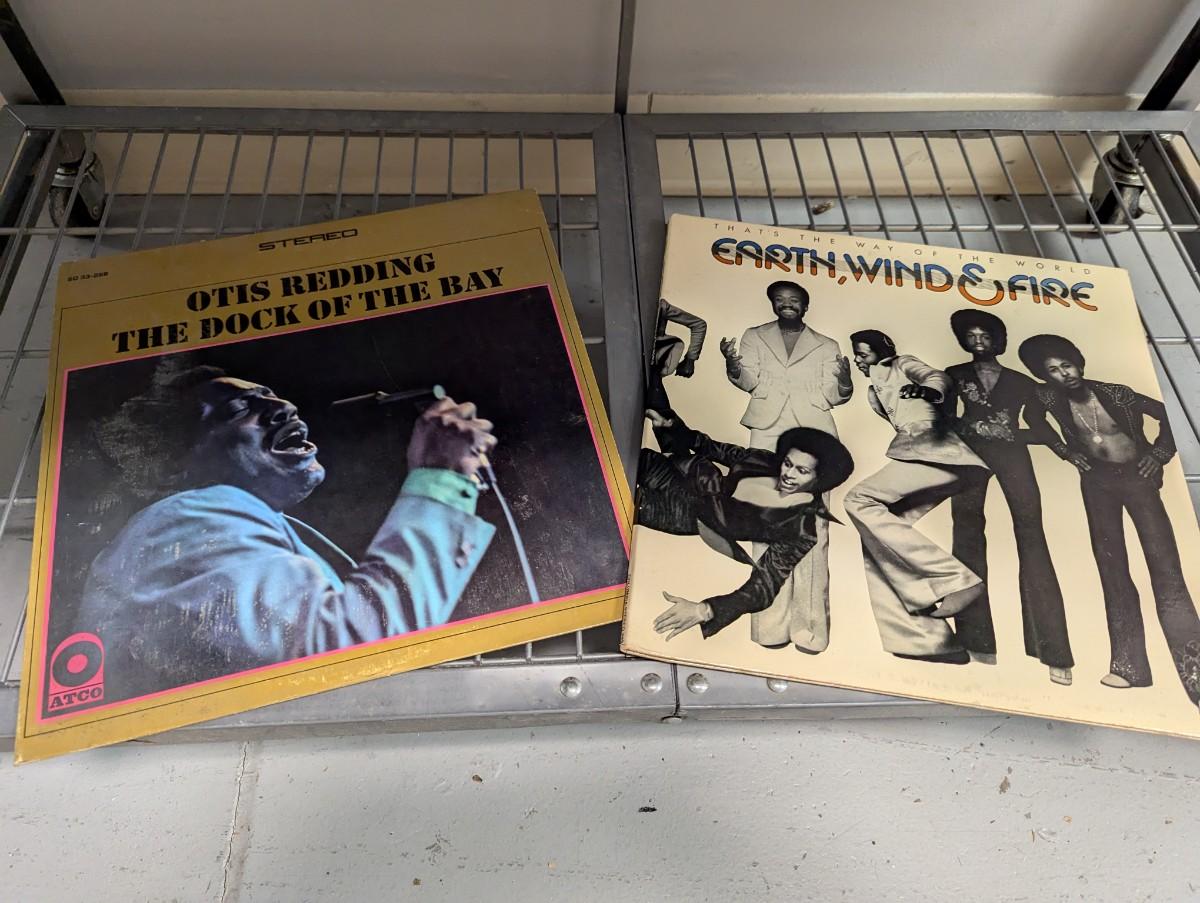 STEREO
SD 33-288
OTIS REDDING
THE DOCK OF THE BAY
ATCO
THAT'S THE WAY OF THE WORLD
EARTH, WIND & FIRE